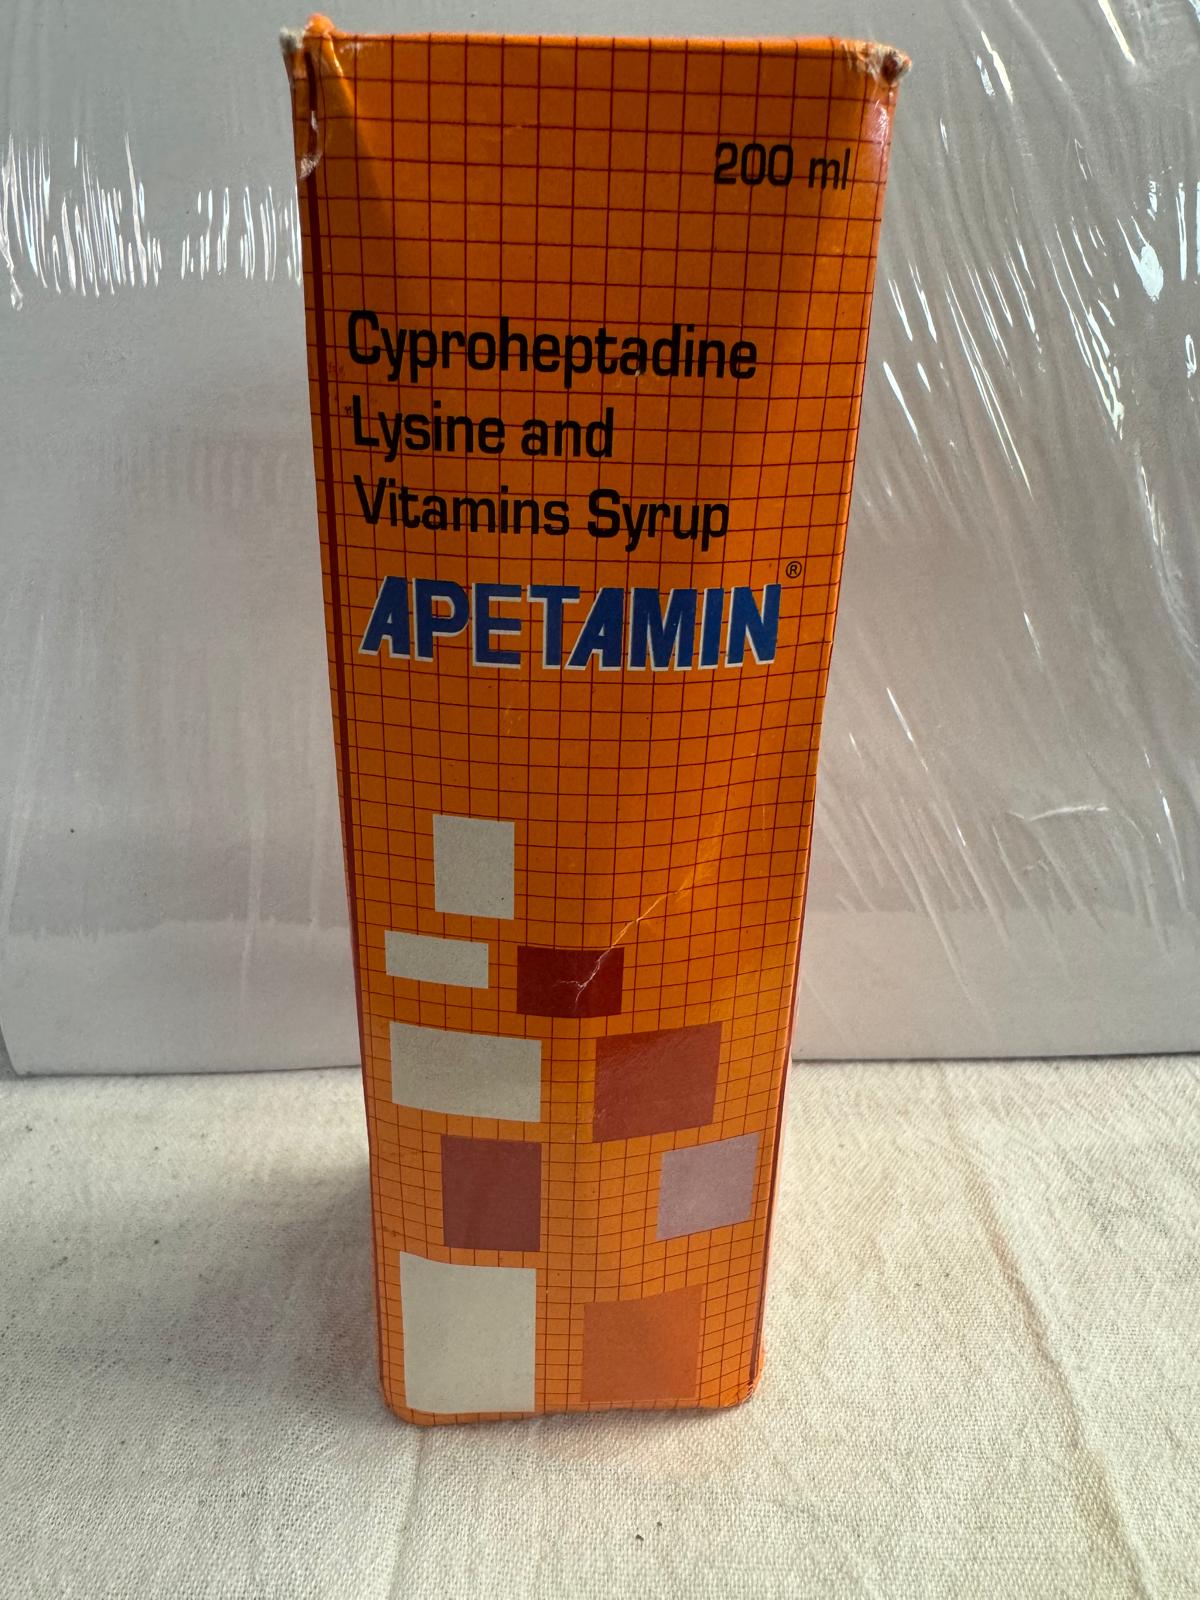 200 ml
Cyproheptadine
Lysine and
Vitamins Syrup
APETAMIN®